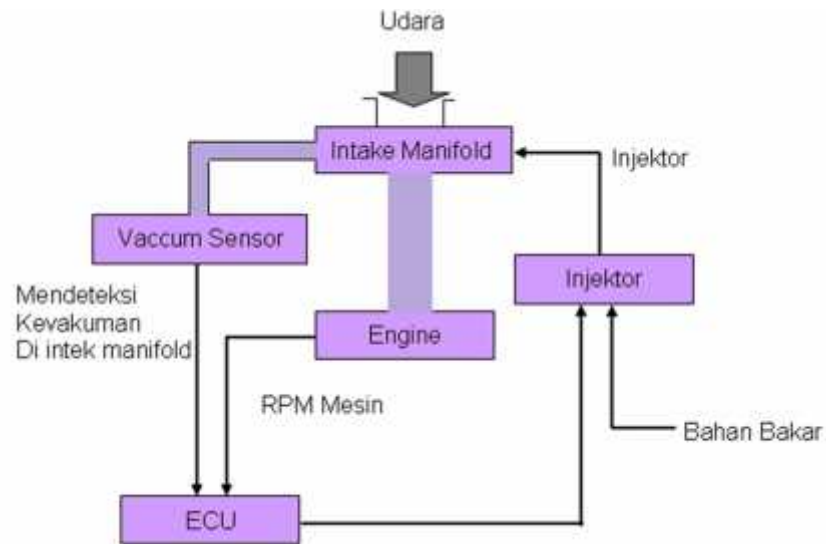 Udara
Intake Manifold
Injektor
Vaccum Sensor
Injektor
Mendeteksi
Kevakuman
Di intek manifold
Engine
RPM Mesin
Bahan Bakar
ECU